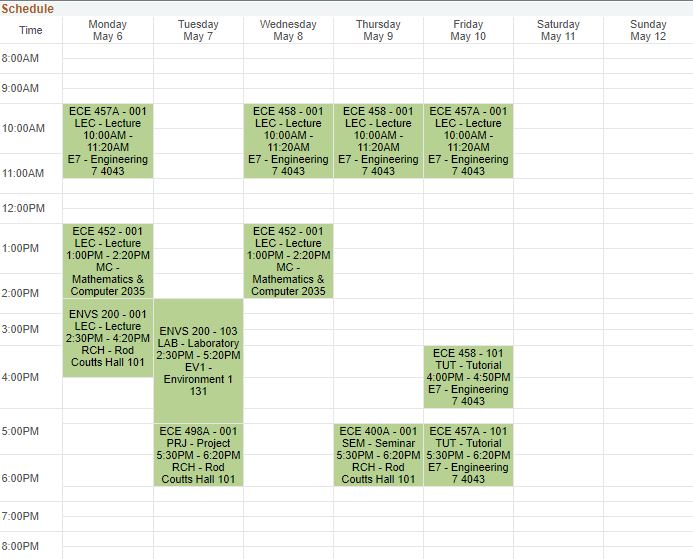 Schedule
Time
Monday
May 6
Tuesday
May 7
Wednesday
May 8
Thursday
May 9
Friday
May 10
Saturday
May 11
Sunday
May 12
8:00AM
9:00AM
10:00AM
ECE 457A - 001
LEC - Lecture
10:00AM -
11:20AM
E7 - Engineering
7 4043
ECE 458 - 001
LEC - Lecture
10:00AM -
11:20AM
E7 - Engineering
7 4043
ECE 458 - 001
LEC - Lecture
10:00AM -
11:20AM
E7 - Engineering
7 4043
ECE 457A - 001
LEC - Lecture
10:00AM -
11:20AM
E7 - Engineering
7 4043
11:00AM
12:00PM
1:00PM
ECE 452 - 001
LEC - Lecture
1:00PM - 2:20PM
MC -
Mathematics &
Computer 2035
ECE 452 - 001
LEC - Lecture
1:00PM - 2:20PM
MC -
Mathematics &
Computer 2035
2:00PM
ENVS 200 - 001
LEC - Lecture
2:30PM - 4:20PM
RCH - Rod
Coutts Hall 101
ENVS 200 - 103
LAB - Laboratory
2:30PM - 5:20PM
EV1 -
Environment 1
131
3:00PM
4:00PM
ECE 458 - 101
TUT - Tutorial
4:00PM - 4:50PM
E7 - Engineering
7 4043
5:00PM
ECE 498A - 001
PRJ - Project
5:30PM - 6:20PM
RCH - Rod
Coutts Hall 101
ECE 400A - 001
SEM - Seminar
5:30PM - 6:20PM
RCH - Rod
Coutts Hall 101
ECE 457A - 101
TUT - Tutorial
5:30PM - 6:20PM
E7 - Engineering
7 4043
6:00PM
7:00PM
8:00PM